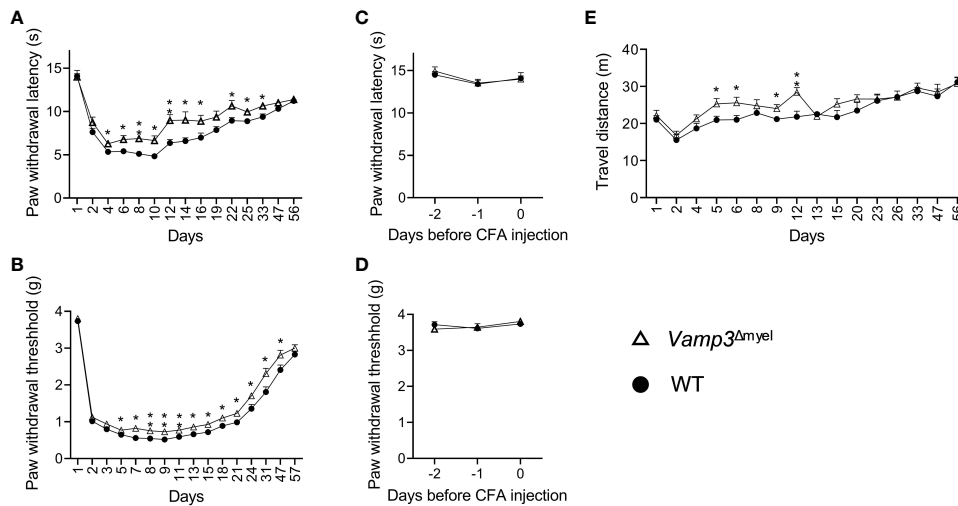 A
Paw withdrawal latency (s)
15
10
5
0
* * * * * * * * * * * * *
1 2 4 6 8 10 12 14 16 19 22 25 33 56
Days
B
Paw withdrawal threshhold (g)
4
3
2
1
0
* * * * * * * * * * * * * * * *
1 2 3 5 7 8 9 11 13 15 18 21 24 31 47 57
Days
C
Paw withdrawal latency (s)
15
10
5
0
-2 -1 0
Days before CFA injection
D
Paw withdrawal threshold (g)
4
3
2
1
0
-2 -1 0
Days before CFA injection
E
Travel distance (m)
40
30
20
10
0
* * * * *
1 2 4 5 6 8 9 12 13 15 20 23 26 33 47 56
Days
Vamp3Δmyel
WT